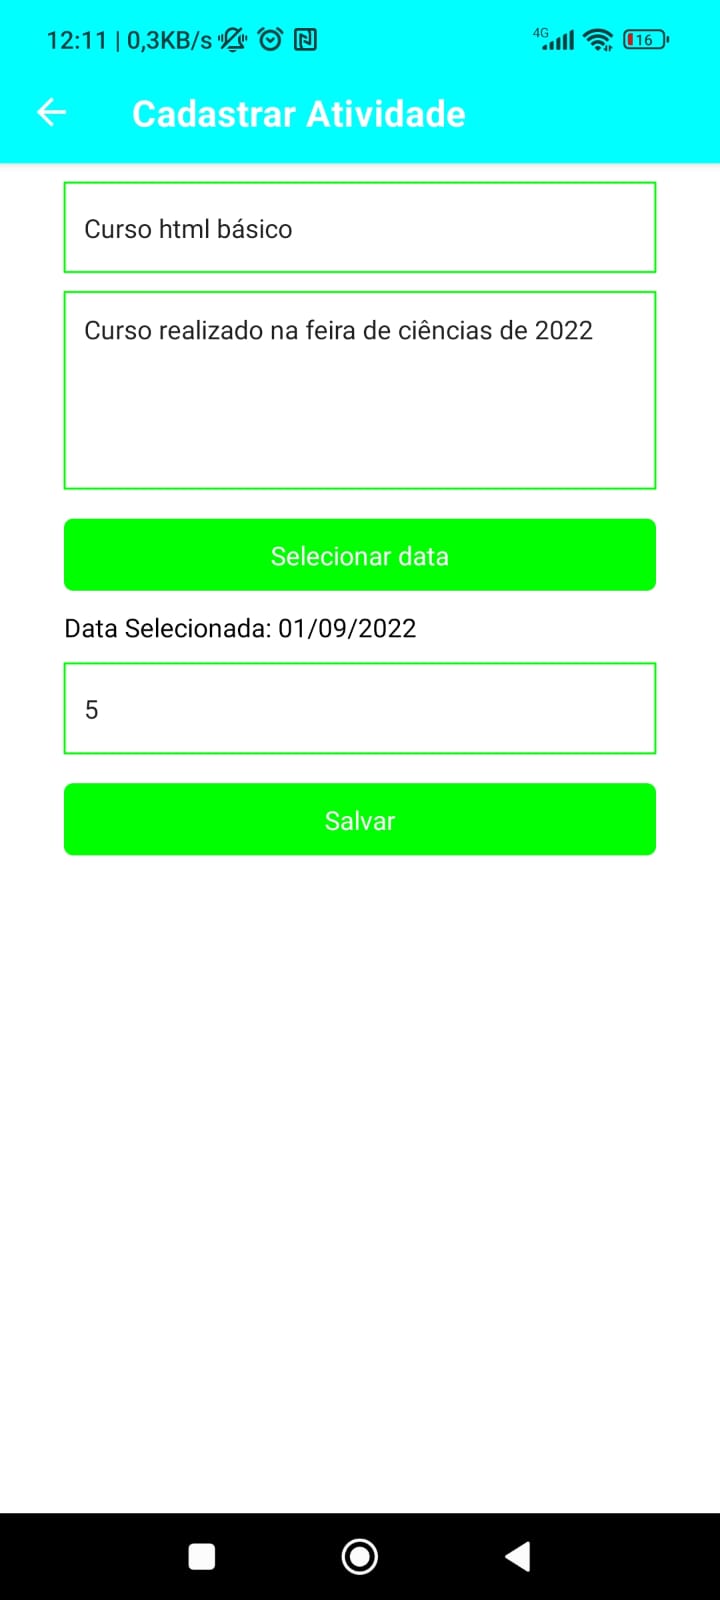 12:11 | 0,3KB/s 4G 16
Cadastrar Atividade
Curso html básico
Curso realizado na feira de ciências de 2022
Selecionar data
Data Selecionada: 01/09/2022
5
Salvar